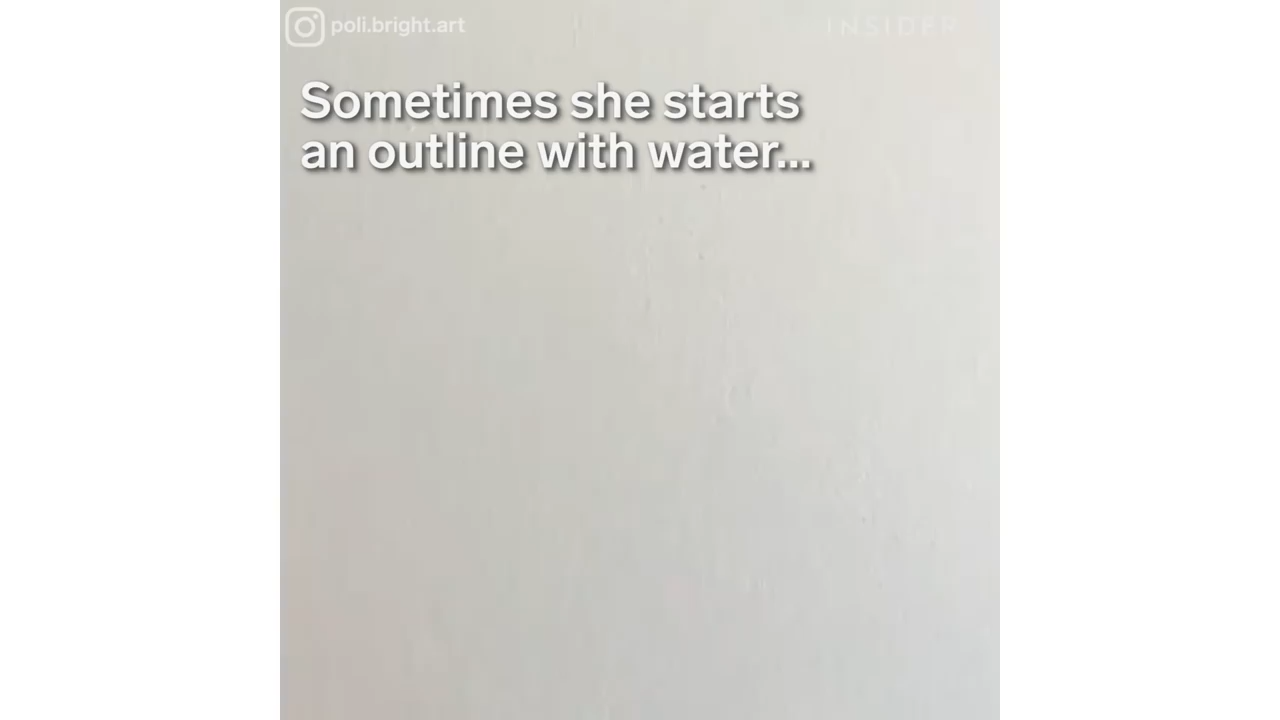 poli.bright.art
INSIDER
Sometimes she starts
an outline with water...